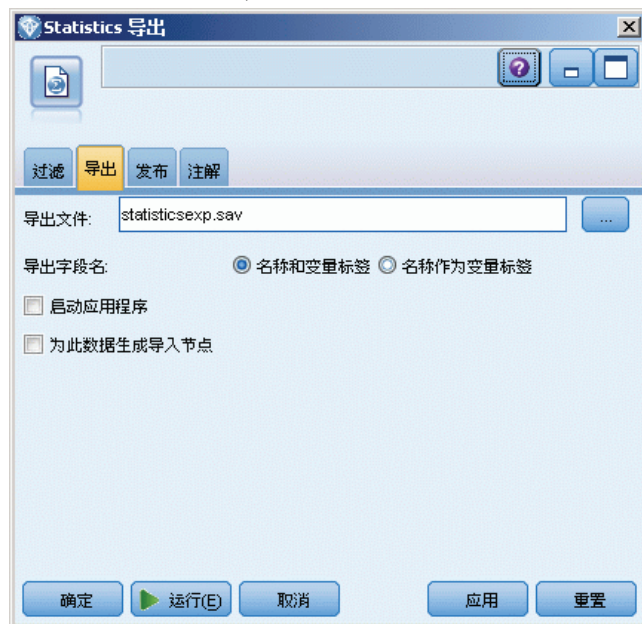 Statistics 导出
过滤 导出 发布 注解
导出文件: statisticsexp.sav ...
导出字段名: 名称和变量标签 名称作为变量标签
启动应用程序
为此数据生成导入节点
确定 运行(E) 取消 应用 重置